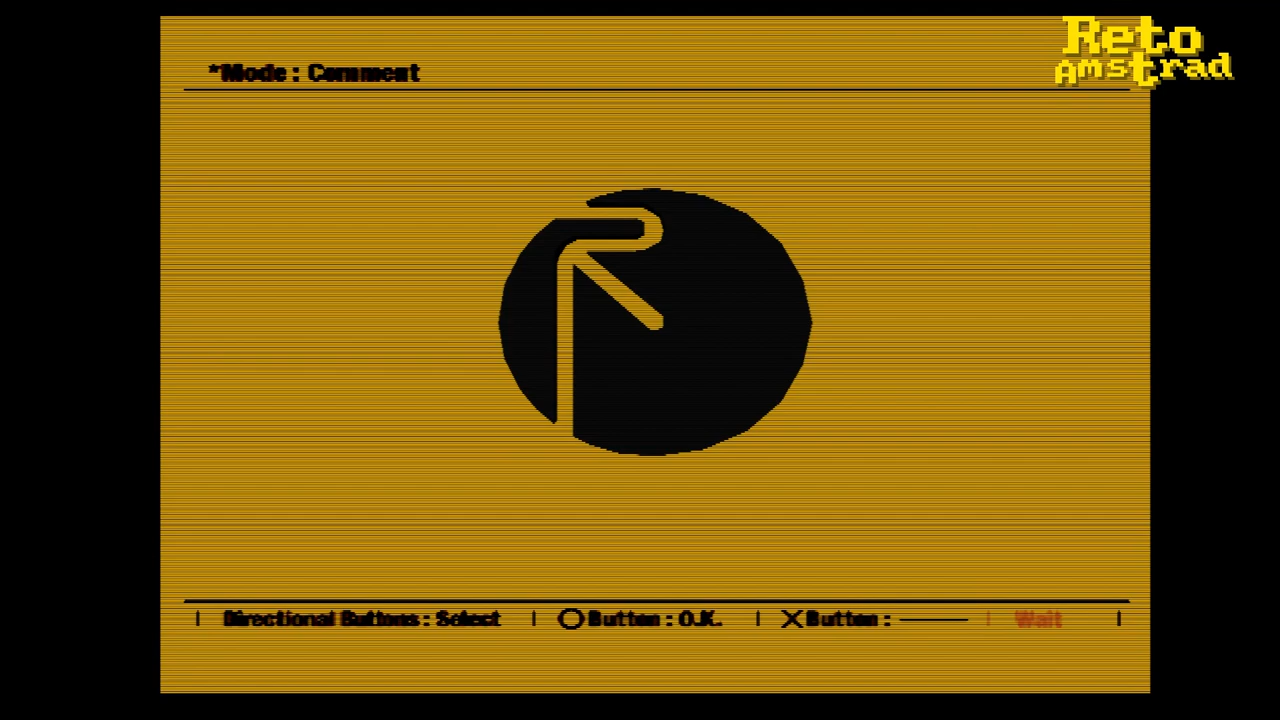 Reto
Amstrad
*Mode : Comment
Directional Buttons : Select | ◯ Button : O.K. | ✕ Button : ——— | Wait |